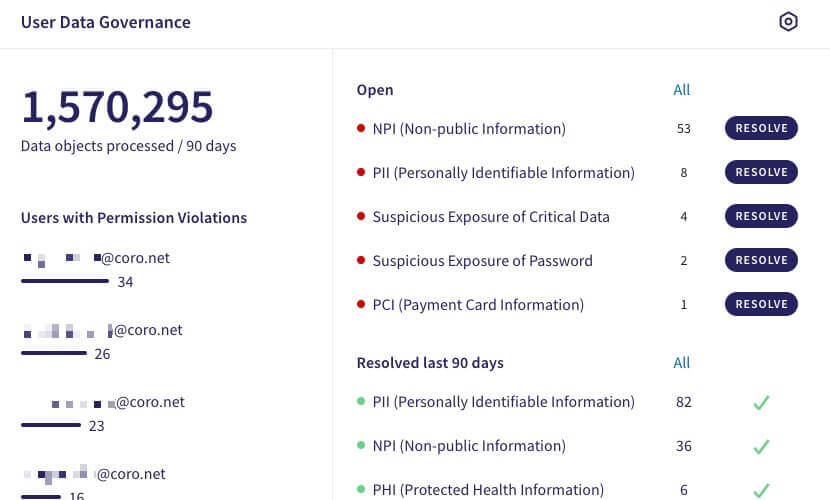 User Data Governance
1,570,295
Data objects processed / 90 days
Users with Permission Violations
@coro.net
34
@coro.net
26
@coro.net
23
@coro.net
16
Open All
NPI (Non-public Information) 53 RESOLVE
PII (Personally Identifiable Information) 8 RESOLVE
Suspicious Exposure of Critical Data 4 RESOLVE
Suspicious Exposure of Password 2 RESOLVE
PCI (Payment Card Information) 1 RESOLVE
Resolved last 90 days All
PII (Personally Identifiable Information) 82
NPI (Non-public Information) 36
PHI (Protected Health Information) 6